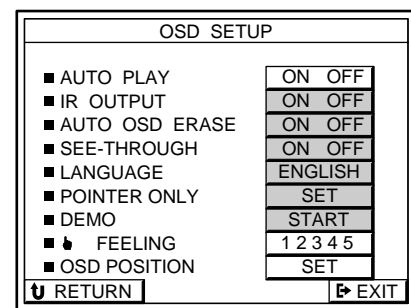 OSD SETUP
AUTO PLAY ON OFF
IR OUTPUT ON OFF
AUTO OSD ERASE ON OFF
SEE-THROUGH ON OFF
LANGUAGE ENGLISH
POINTER ONLY SET
DEMO START
FEELING 1 2 3 4 5
OSD POSITION SET
RETURN EXIT